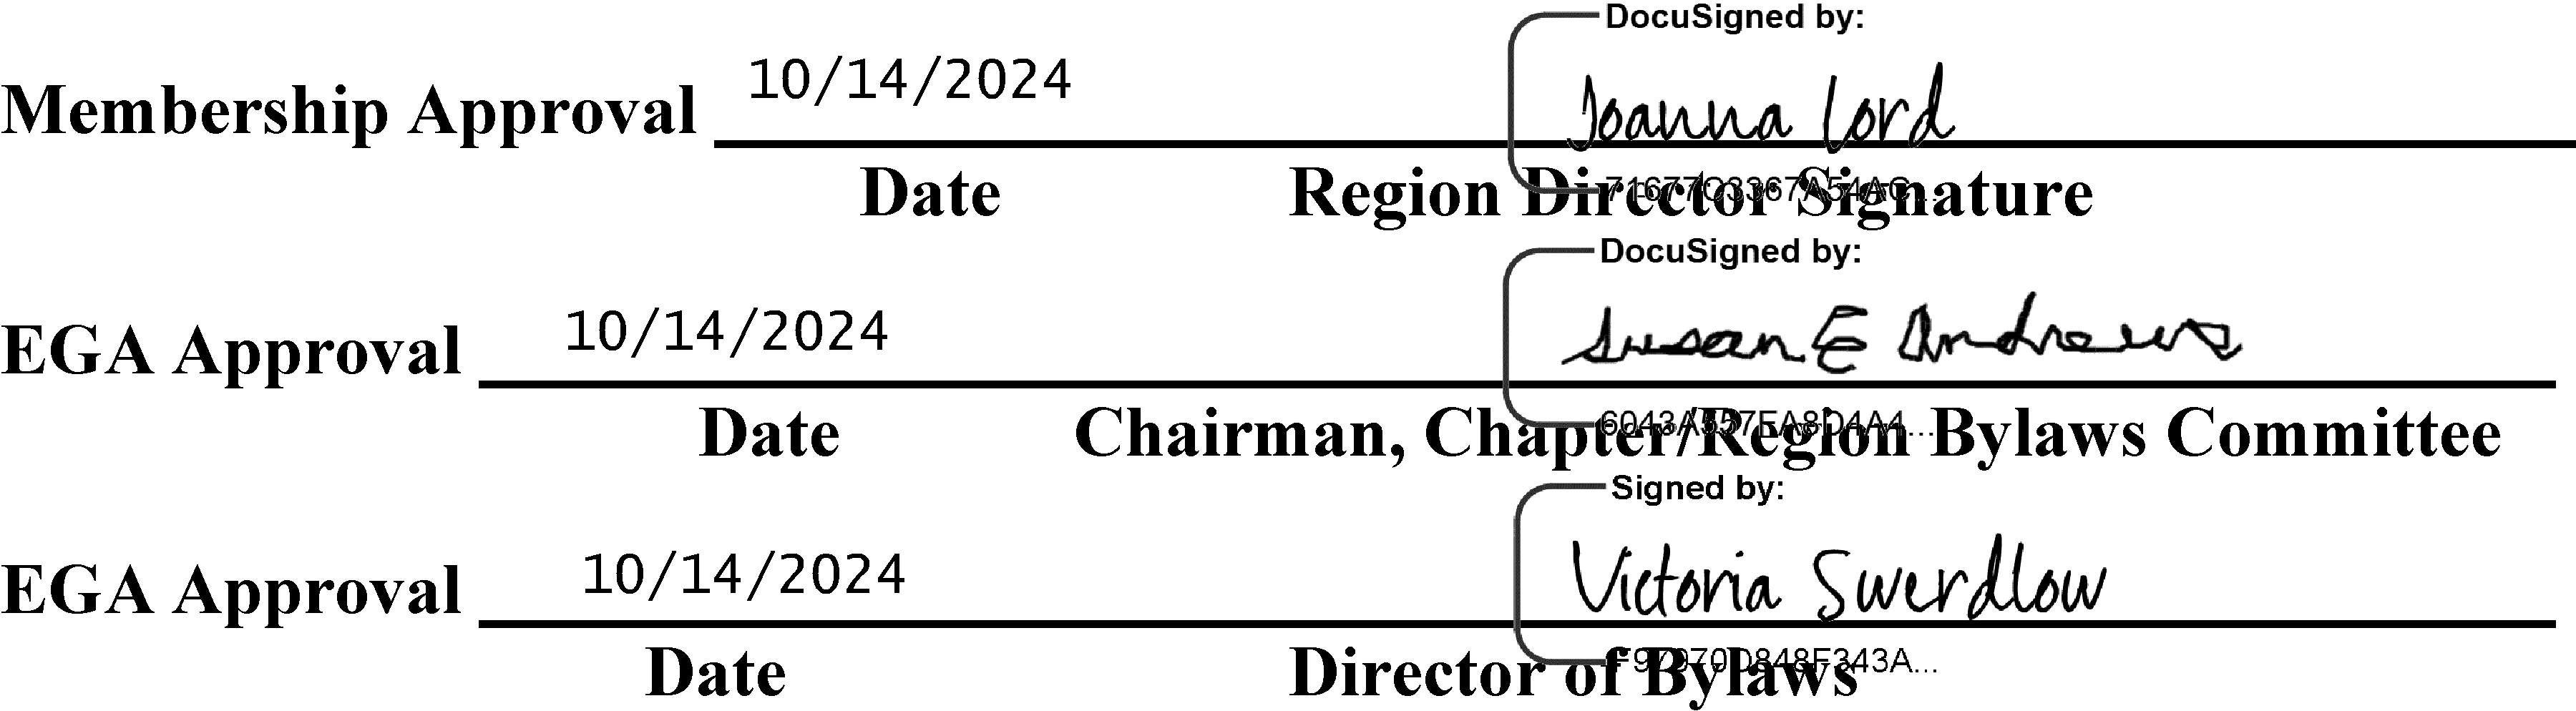 DocuSigned by:
Membership Approval 10/14/2024 Joanna Lord
Date Region Director Signature
71677C3367A54AC...
DocuSigned by:
EGA Approval 10/14/2024 Susan E Andrews
Date Chairman, Chapter/Region Bylaws Committee
6043A557EA8D4A4...
Signed by:
EGA Approval 10/14/2024 Victoria Swerdlow
Date Director of Bylaws